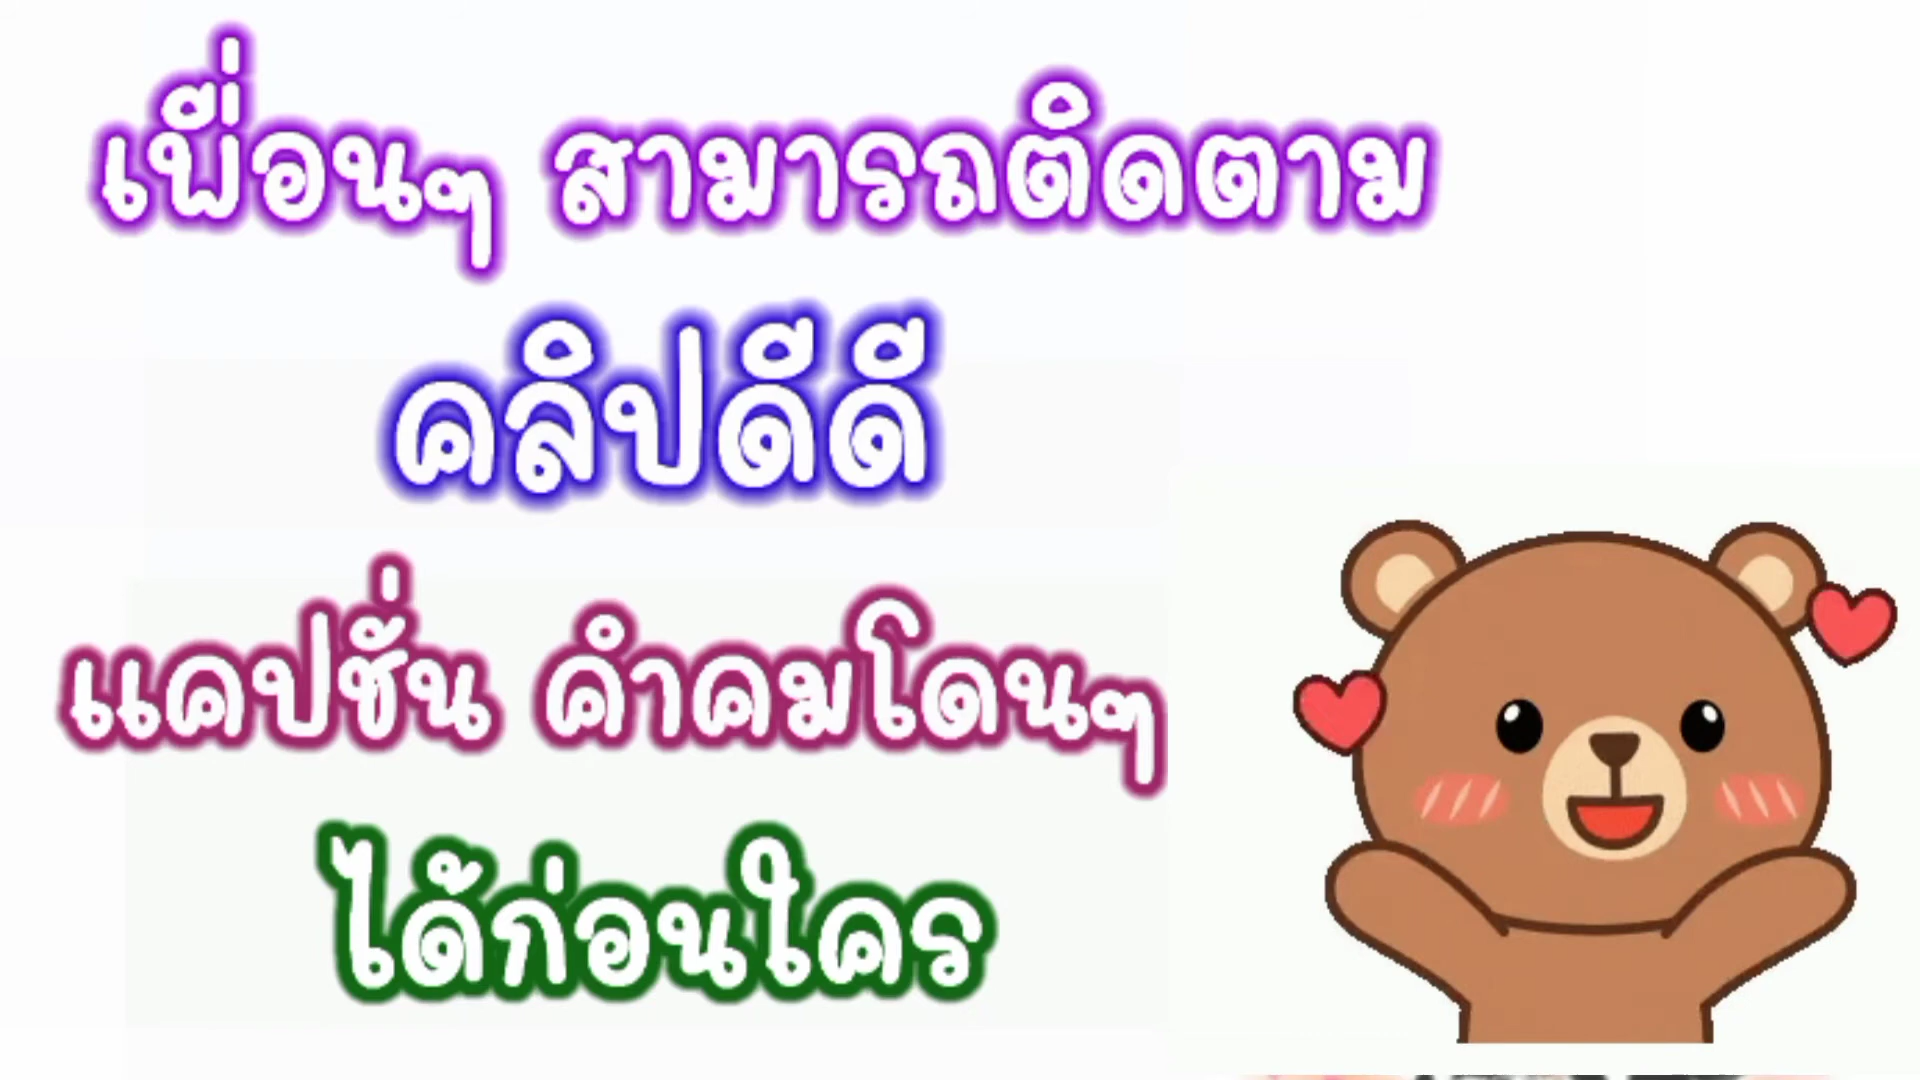 เพื่อนๆ สามารถติดตาม
คลิปดีดี
แคปชั่น คำคมโดนๆ
ได้ก่อนใคร